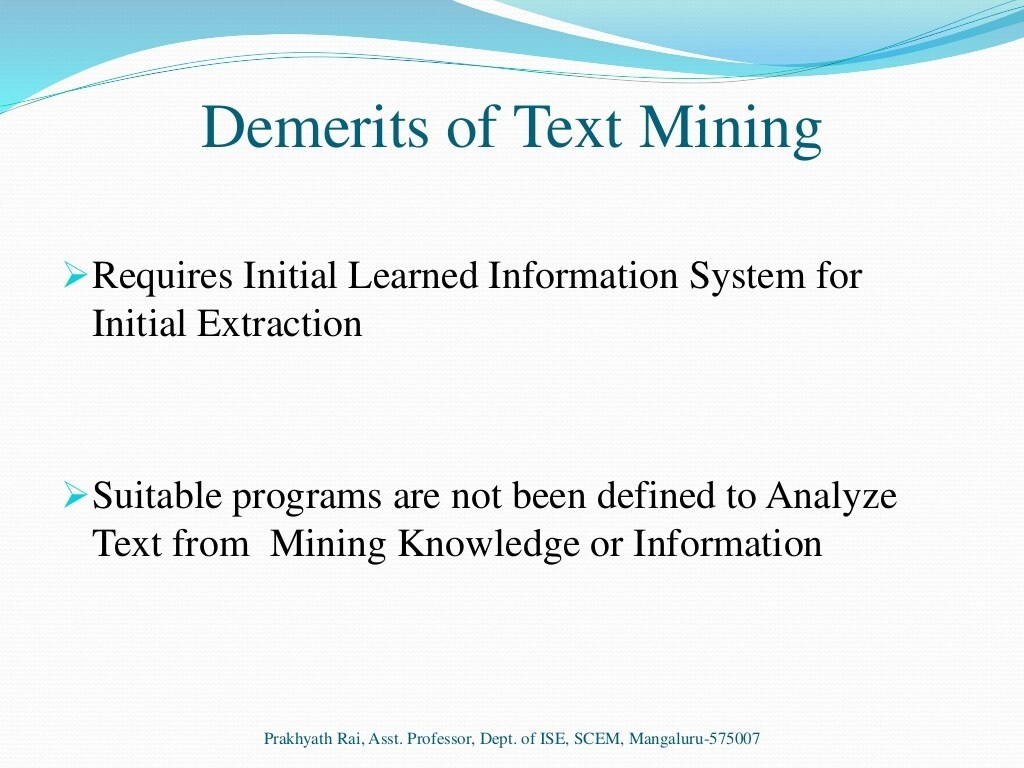 Demerits of Text Mining
Requires Initial Learned Information System for
Initial Extraction
Suitable programs are not been defined to Analyze
Text from  Mining Knowledge or Information
Prakhyath Rai, Asst. Professor, Dept. of ISE, SCEM, Mangaluru-575007